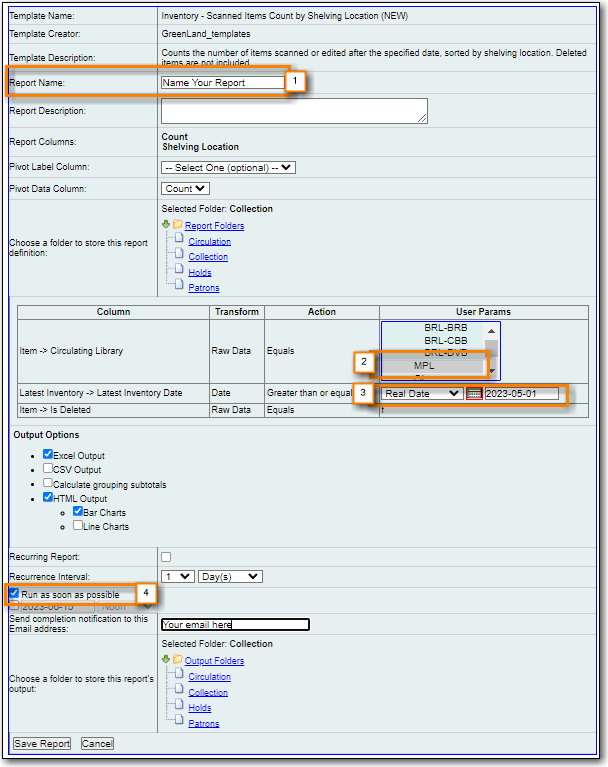 Template Name: Inventory - Scanned Items Count by Shelving Location (NEW)
Template Creator: GreenLand_templates
Template Description: Counts the number of items scanned or edited after the specified date, sorted by shelving location. Deleted
items are not included.
Report Name: Name Your Report 1
Report Description:
Report Columns: Count
Shelving Location
Pivot Label Column: -- Select One (optional) --
Pivot Data Column: Count
Selected Folder: Collection
Report Folders
Choose a folder to store this report
definition:
Circulation
Collection
Holds
Patrons
Column Transform Action User Params
BRL-BRB
BRL-CBB
BRL-DVB
Item -> Circulating Library Raw Data Equals
2 MPL
Latest Inventory -> Latest Inventory Date Date Greater than or equal 3 Real Date 2023-05-01
Item -> Is Deleted Raw Data Equals f
Output Options
Excel Output
CSV Output
Calculate grouping subtotals
HTML Output
Bar Charts
Line Charts
Recurring Report:
Recurrence Interval: 1 Day(s)
Run as soon as possible 4
2023-06-15 Noon
Send completion notification to this
Email address:
Your email here
Selected Folder: Collection
Output Folders
Choose a folder to store this report's
output:
Circulation
Collection
Holds
Patrons
Save Report Cancel